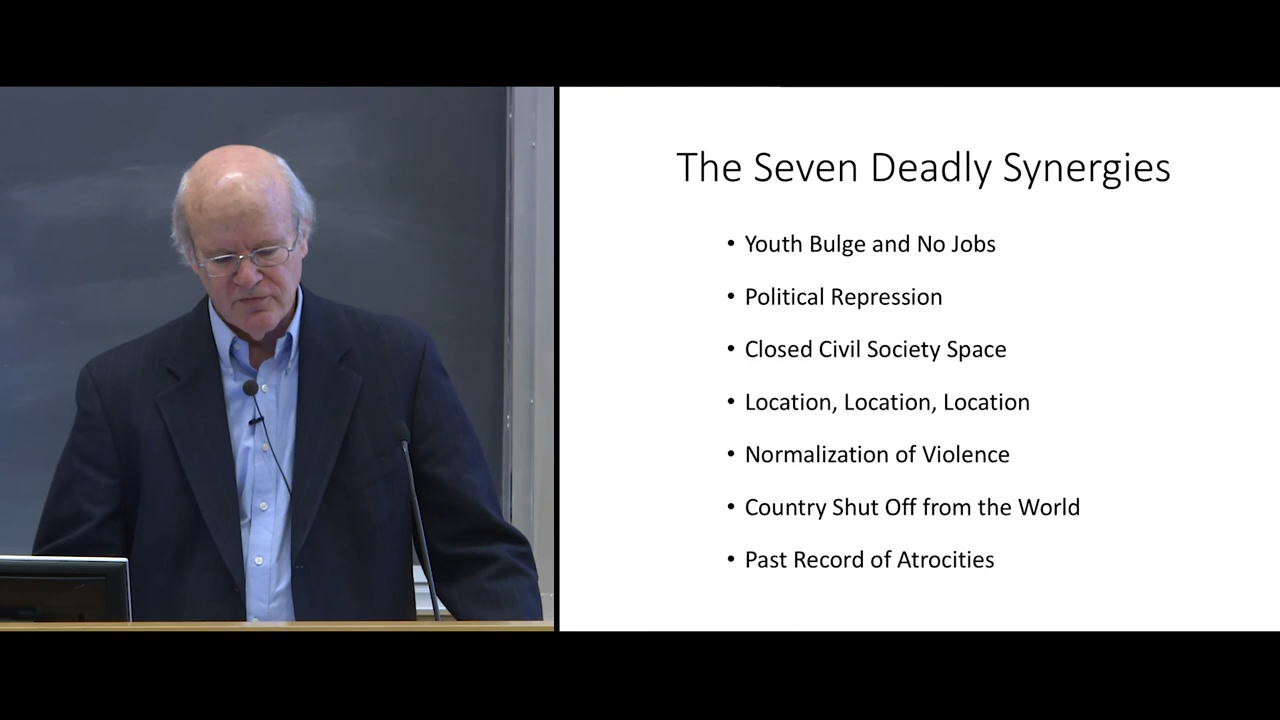 The Seven Deadly Synergies
• Youth Bulge and No Jobs
• Political Repression
• Closed Civil Society Space
• Location, Location, Location
• Normalization of Violence
• Country Shut Off from the World
• Past Record of Atrocities